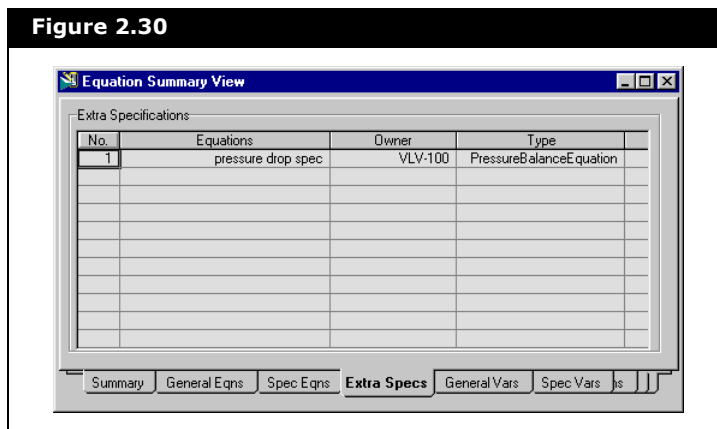 Figure 2.30
Equation Summary View
Extra Specifications
No. Equations Owner Type
1 pressure drop spec VLV-100 PressureBalanceEquation
Summary General Eqns Spec Eqns Extra Specs General Vars Spec Vars